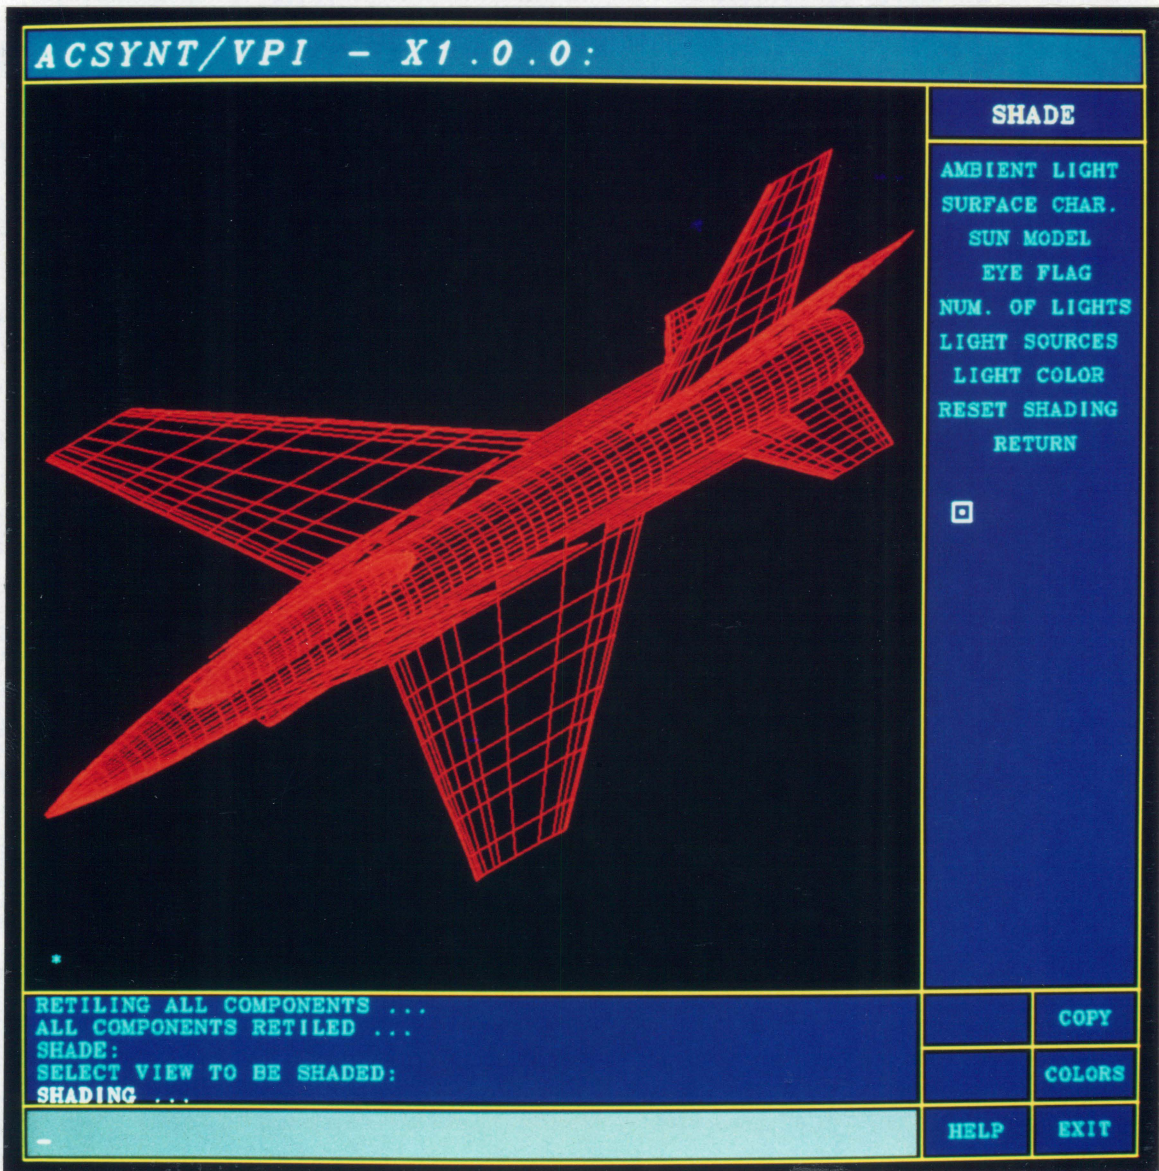 ACSYNT/VPI - X1.0.0:
SHADE
AMBIENT LIGHT
SURFACE CHAR.
SUN MODEL
EYE FLAG
NUM. OF LIGHTS
LIGHT SOURCES
LIGHT COLOR
RESET SHADING
RETURN
*
RETILING ALL COMPONENTS ...
ALL COMPONENTS RETILED ...
SHADE:
SELECT VIEW TO BE SHADED:
SHADING ...
-
COPY
COLORS
HELP
EXIT